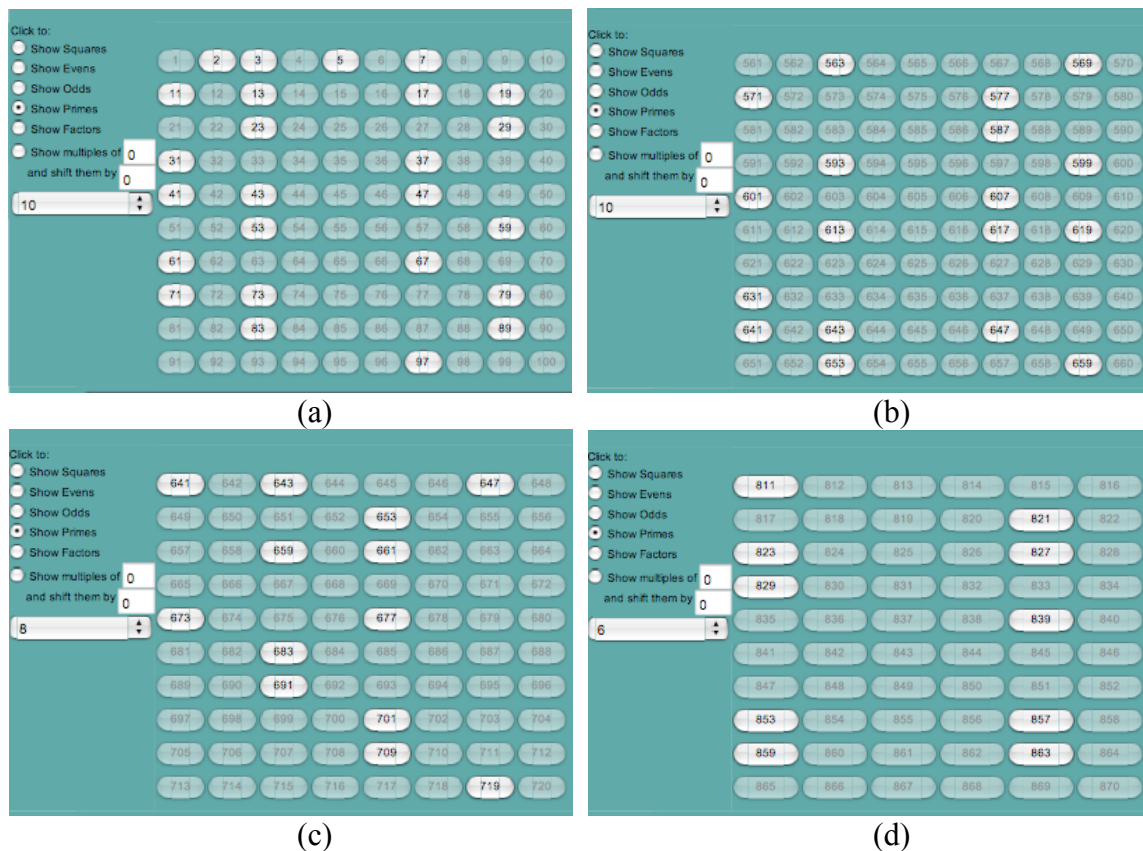 Click to:
Show Squares
Show Evens
Show Odds
Show Primes
Show Factors
Show multiples of 0
and shift them by 0
10
1 2 3 4 5 6 7 8 9 10
11 12 13 14 15 16 17 18 19 20
21 22 23 24 25 26 27 28 29 30
31 32 33 34 35 36 37 38 39 40
41 42 43 44 45 46 47 48 49 50
51 52 53 54 55 56 57 58 59 60
61 62 63 64 65 66 67 68 69 70
71 72 73 74 75 76 77 78 79 80
81 82 83 84 85 86 87 88 89 90
91 92 93 94 95 96 97 98 99 100
(a)
Click to:
Show Squares
Show Evens
Show Odds
Show Primes
Show Factors
Show multiples of 0
and shift them by 0
10
561 562 563 564 565 566 567 568 569 570
571 572 573 574 575 576 577 578 579 580
581 582 583 584 585 586 587 588 589 590
591 592 593 594 595 596 597 598 599 600
601 602 603 604 605 606 607 608 609 610
611 612 613 614 615 616 617 618 619 620
621 622 623 624 625 626 627 628 629 630
631 632 633 634 635 636 637 638 639 640
641 642 643 644 645 646 647 648 649 650
651 652 653 654 655 656 657 658 659 660
(b)
Click to:
Show Squares
Show Evens
Show Odds
Show Primes
Show Factors
Show multiples of 0
and shift them by 0
8
641 642 643 644 645 646 647 648
649 650 651 652 653 654 655 656
657 658 659 660 661 662 663 664
665 666 667 668 669 670 671 672
673 674 675 676 677 678 679 680
681 682 683 684 685 686 687 688
689 690 691 692 693 694 695 696
697 698 699 700 701 702 703 704
705 706 707 708 709 710 711 712
713 714 715 716 717 718 719 720
(c)
Click to:
Show Squares
Show Evens
Show Odds
Show Primes
Show Factors
Show multiples of 0
and shift them by 0
6
811 812 813 814 815 816
817 818 819 820 821 822
823 824 825 826 827 828
829 830 831 832 833 834
835 836 837 838 839 840
841 842 843 844 845 846
847 848 849 850 851 852
853 854 855 856 857 858
859 860 861 862 863 864
865 866 867 868 869 870
(d)